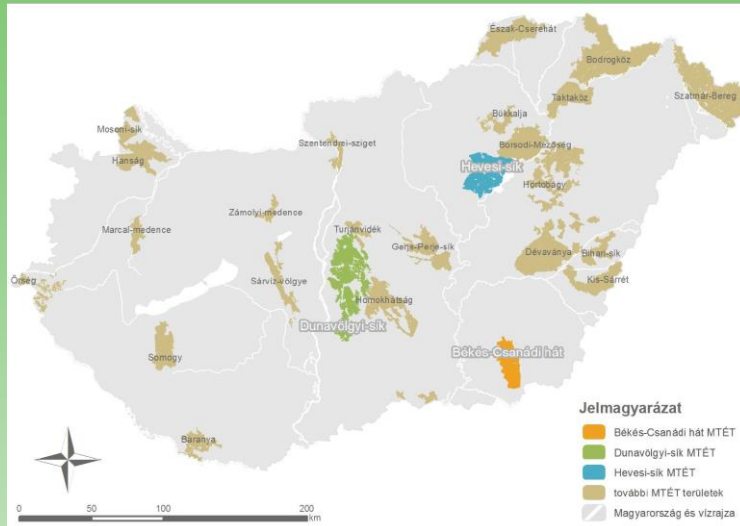 Észak-Cserehát
Bodrogköz
Szatmár-Bereg
Taktaköz
Bükkalja
Borsodi-Mezőség
Mosoni-sík
Szentendrei-sziget
Hanság
Hevesi-sík
Hortobágy
Zámolyi-medence
Marcal-medence
Turjánvidék
Gerje-Perje-sík
Dévaványa
Bihari-sík
Őrség
Sárvíz-völgye
Kis-Sárrét
Homokhátság
Dunavölgyi-sík
Somogy
Békés-Csanádi hát
Baranya
Jelmagyarázat
Békés-Csanádi hát MTÉT
Dunavölgyi-sík MTÉT
Hevesi-sík MTÉT
további MTÉT területek
Magyarország és vízrajza
0 50 100 200
km